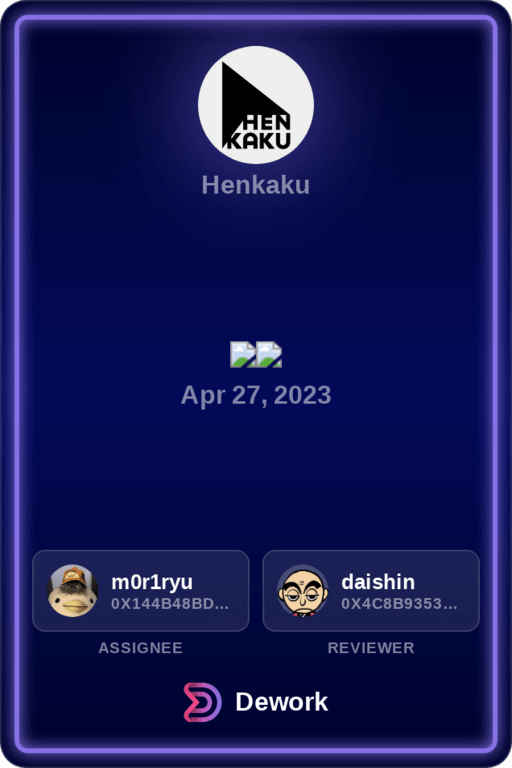 HEN
KAKU
Henkaku
Apr 27, 2023
m0r1ryu
0X144B48BD...
daishin
0X4C8B9353...
ASSIGNEE
REVIEWER
Dework